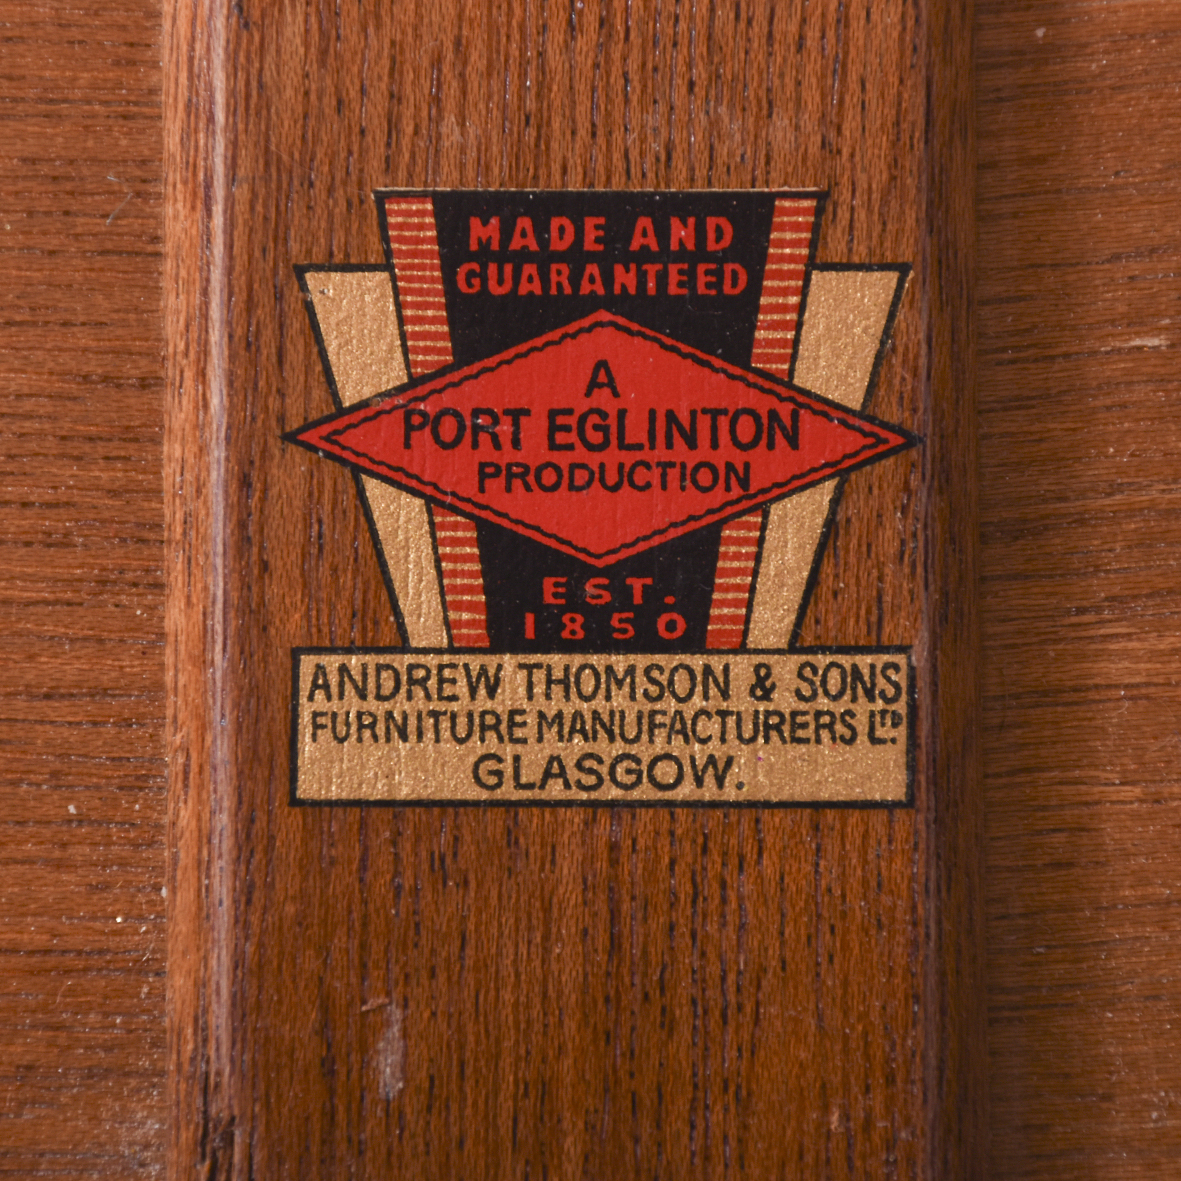 MADE AND
GUARANTEED
A
PORT EGLINTON
PRODUCTION
EST.
1850
ANDREW THOMSON & SONS
FURNITURE MANUFACTURERS LTD.
GLASGOW.